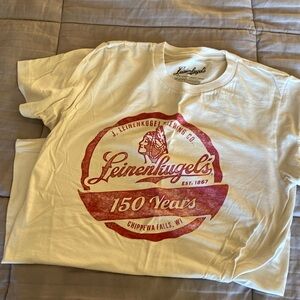 Leinenkugel's
J. LEINENKUGEL BREWING CO.
Leinenkugel's
EST. 1867
150 Years
CHIPPEWA FALLS, WI